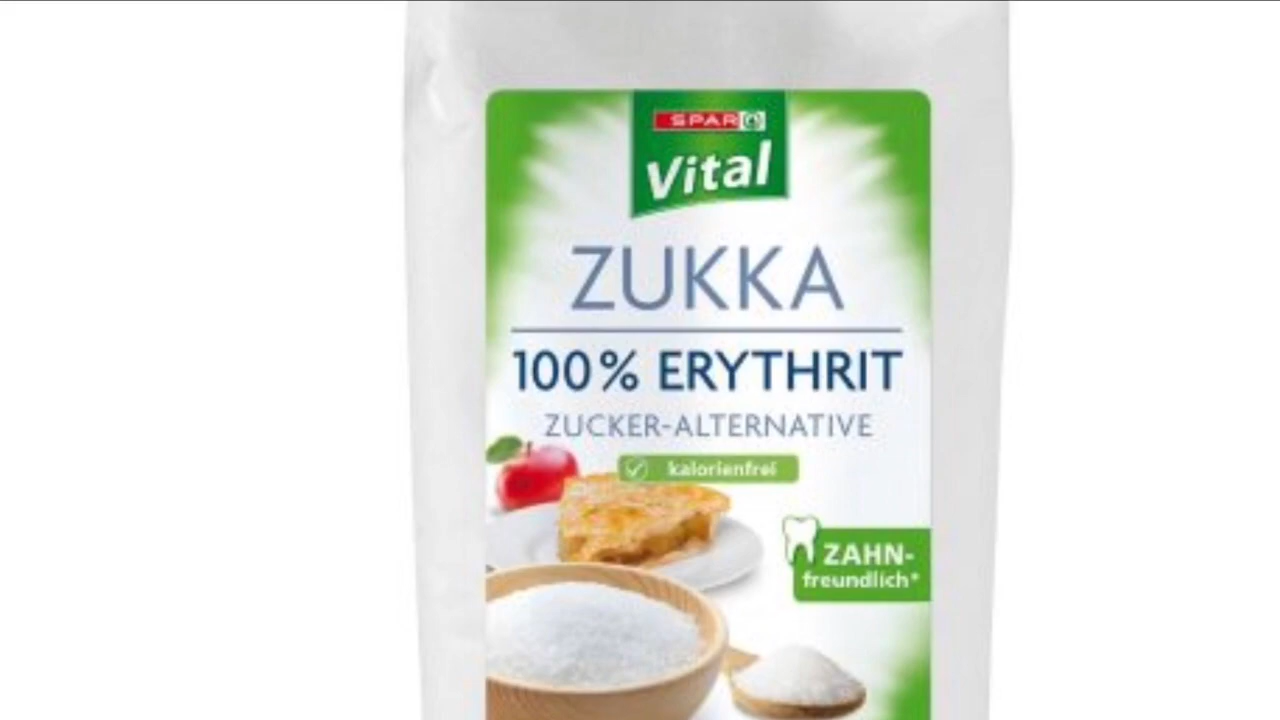 SPAR
Vital
ZUKKA
100% ERYTHRIT
ZUCKER-ALTERNATIVE
kalorienfrei
ZAHN-
freundlich*